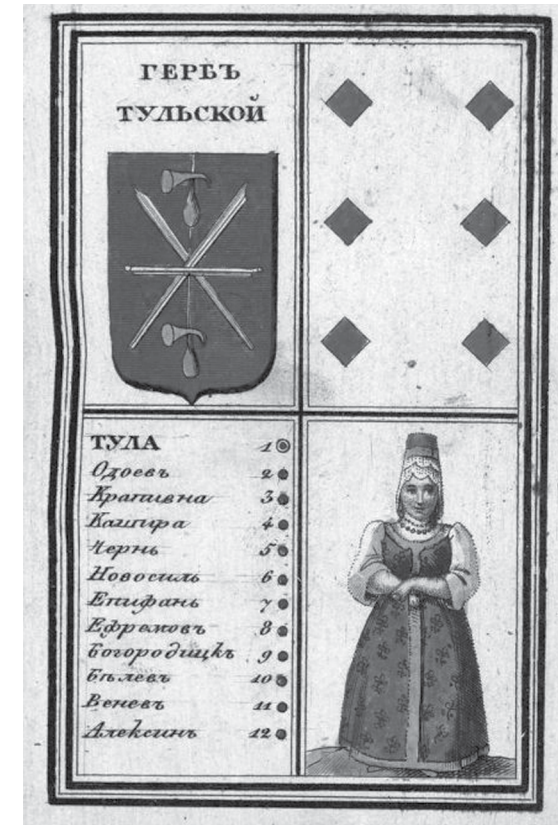 ГЕРБЪ
ТУЛЬСКОЙ
ТУЛА 1
Одоевъ 2
Крапивна 3
Кашира 4
Чернь 5
Новосиль 6
Епифань 7
Ефремовъ 8
Богородицкъ 9
Бѣлевъ 10
Веневъ 11
Алексинъ 12